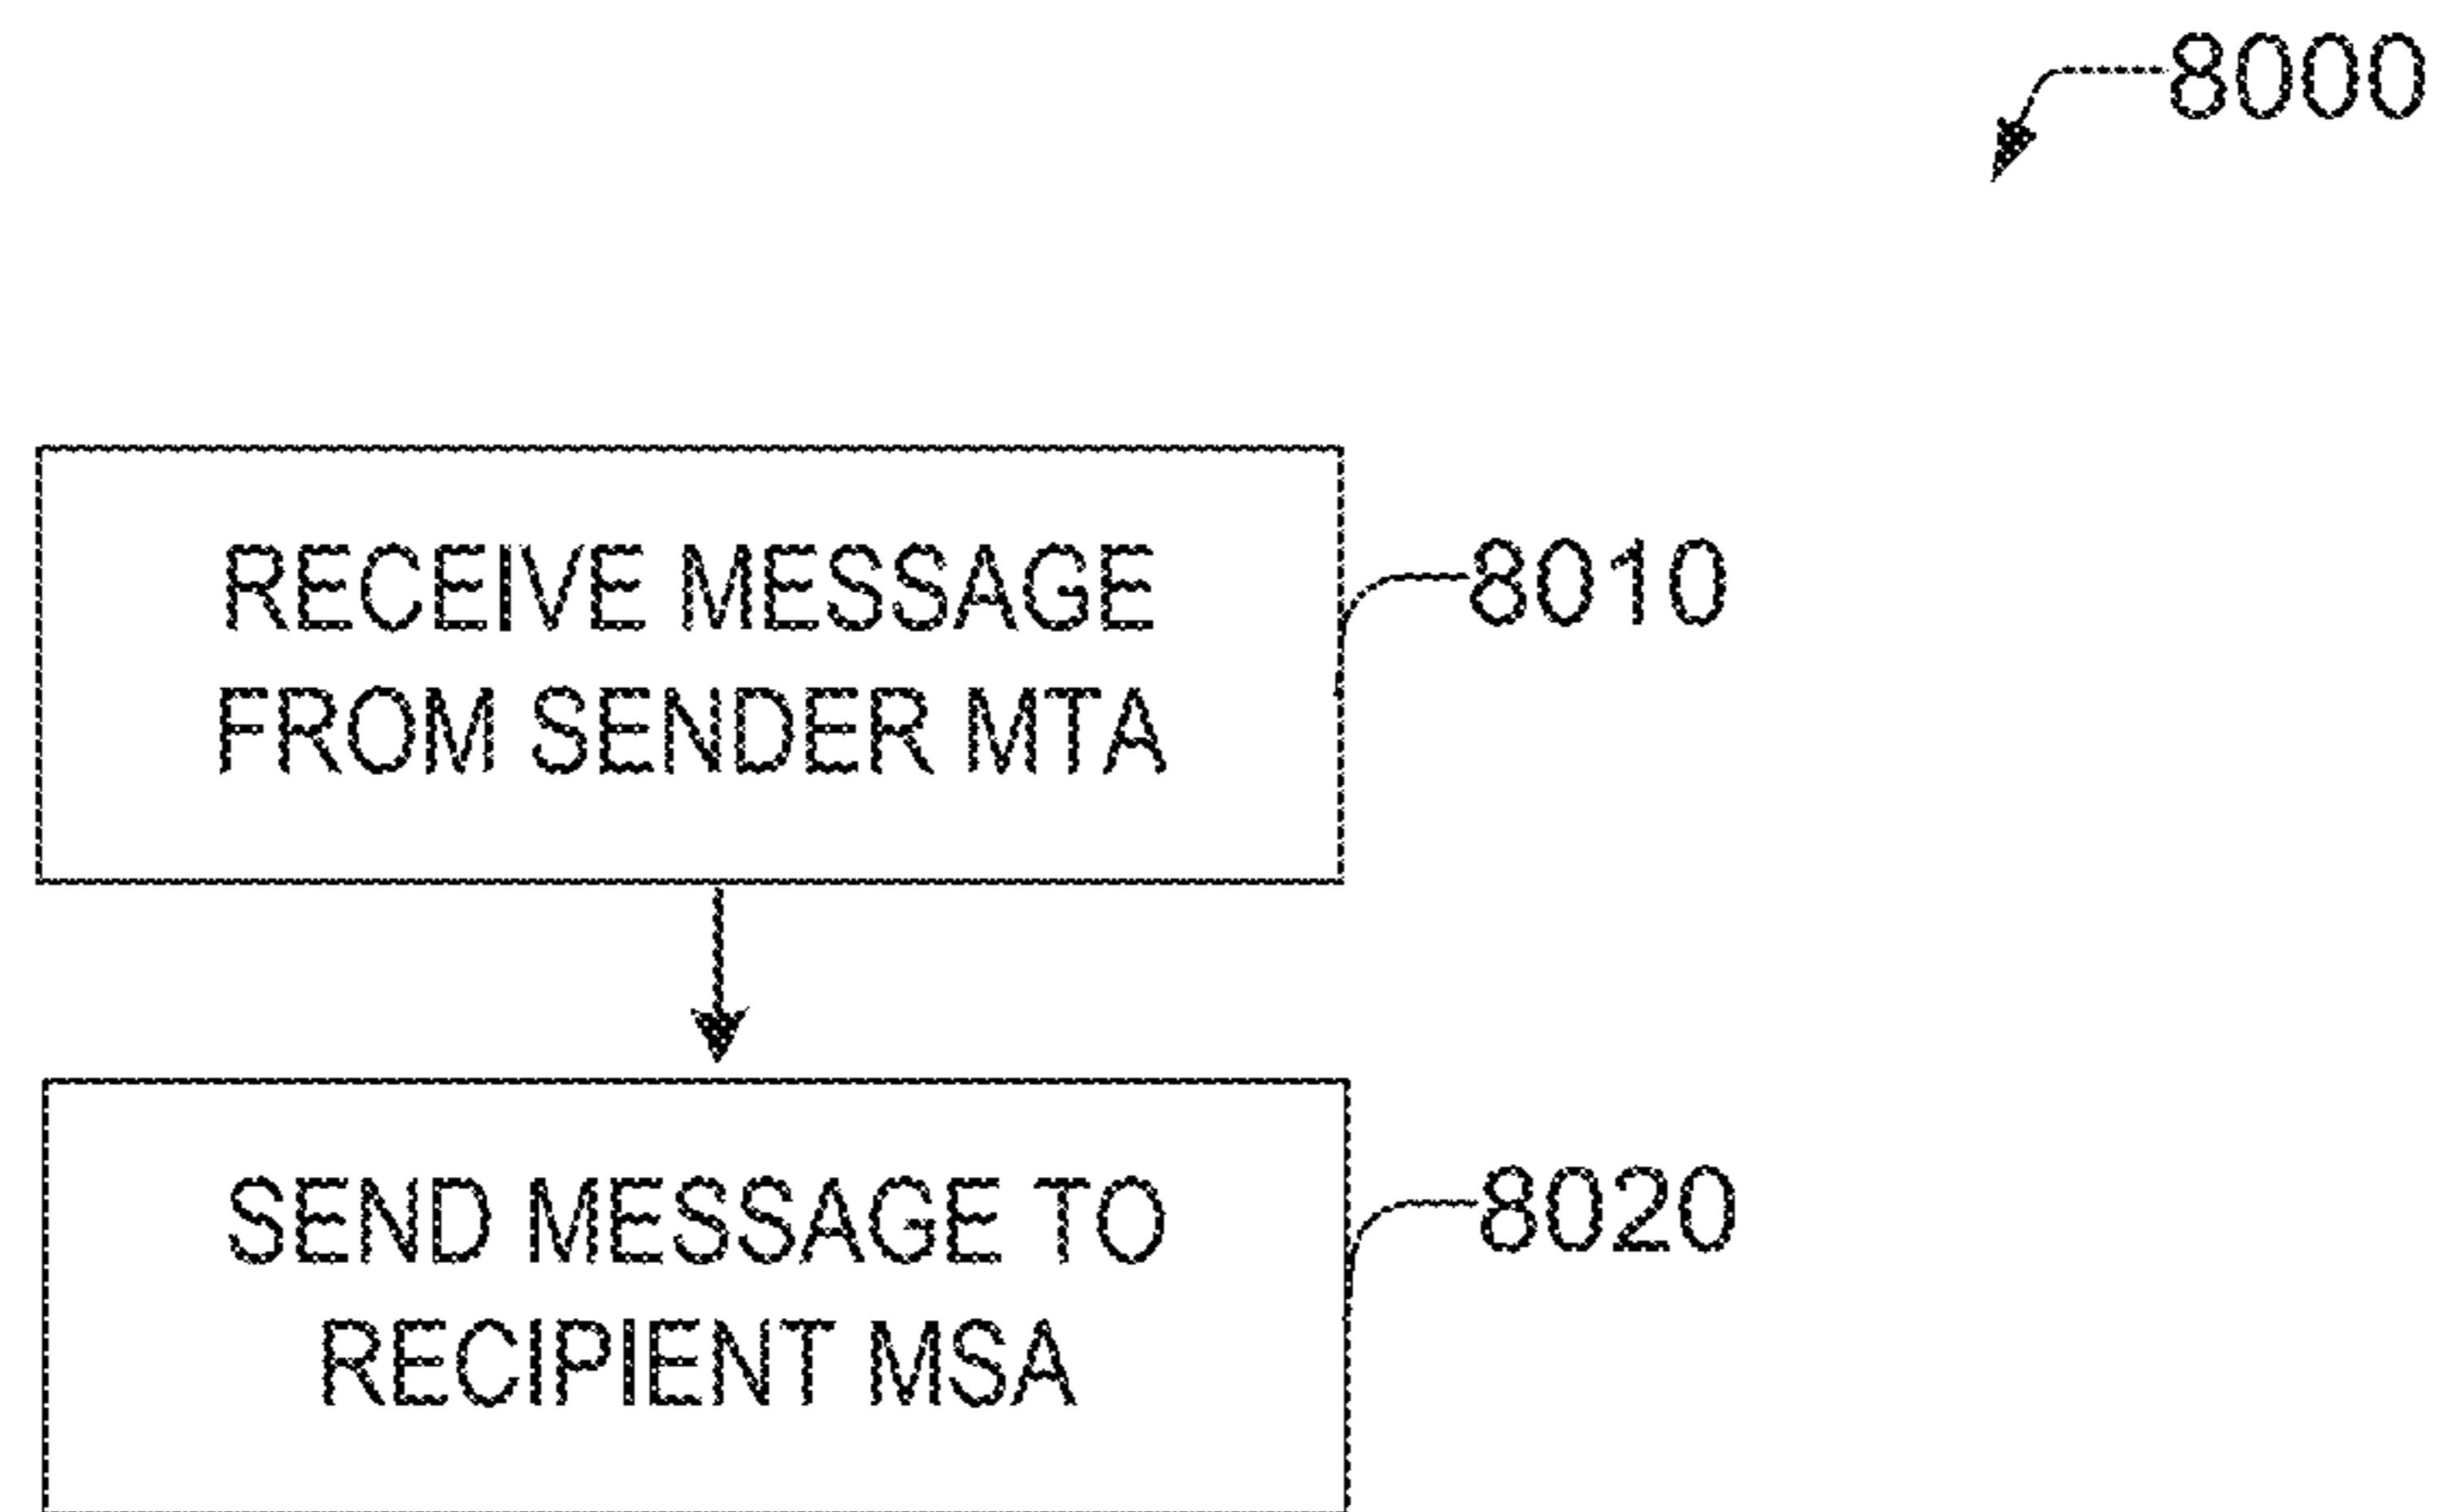 8000
RECEIVE MESSAGE
FROM SENDER MTA
8010
SEND MESSAGE TO
RECIPIENT MSA
8020